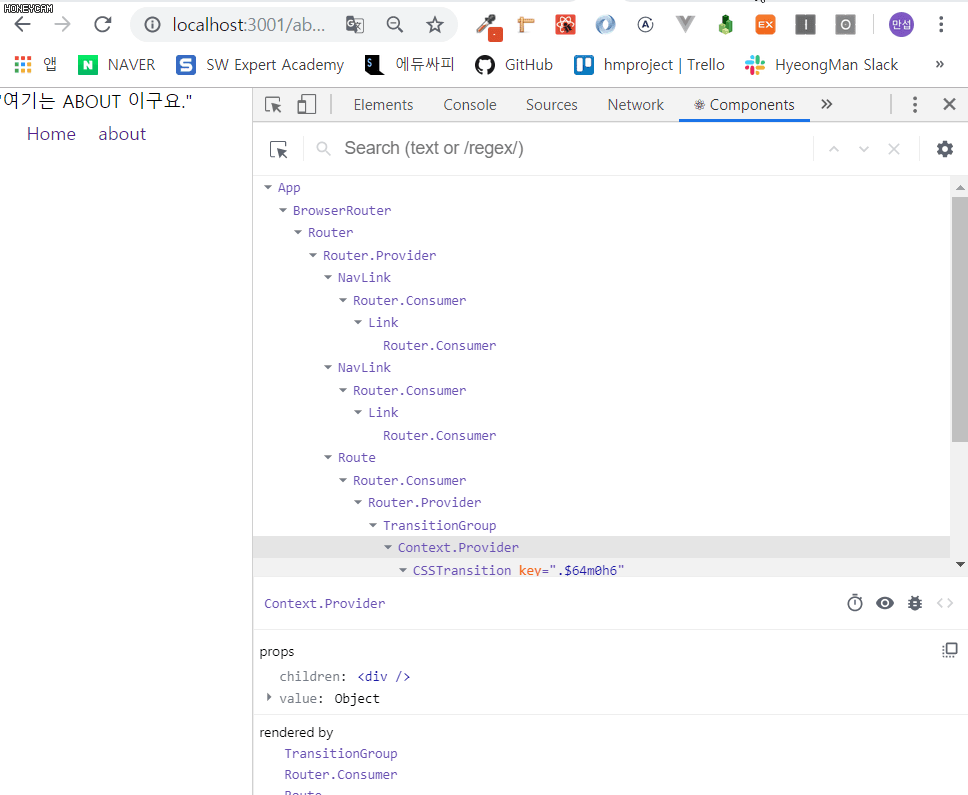 HONEYCAM
localhost:3001/ab...
만섭
앱 NAVER SW Expert Academy 에듀싸피 GitHub hmproject | Trello HyeongMan Slack »
"여기는 ABOUT 이구요."
Home about
Elements Console Sources Network Components »
Search (text or /regex/)
App
BrowserRouter
Router
Router.Provider
NavLink
Router.Consumer
Link
Router.Consumer
NavLink
Router.Consumer
Link
Router.Consumer
Route
Router.Consumer
Router.Provider
TransitionGroup
Context.Provider
CSSTransition key=".$64m0h6"
Context.Provider
props
children: <div />
value: Object
rendered by
TransitionGroup
Router.Consumer
Route